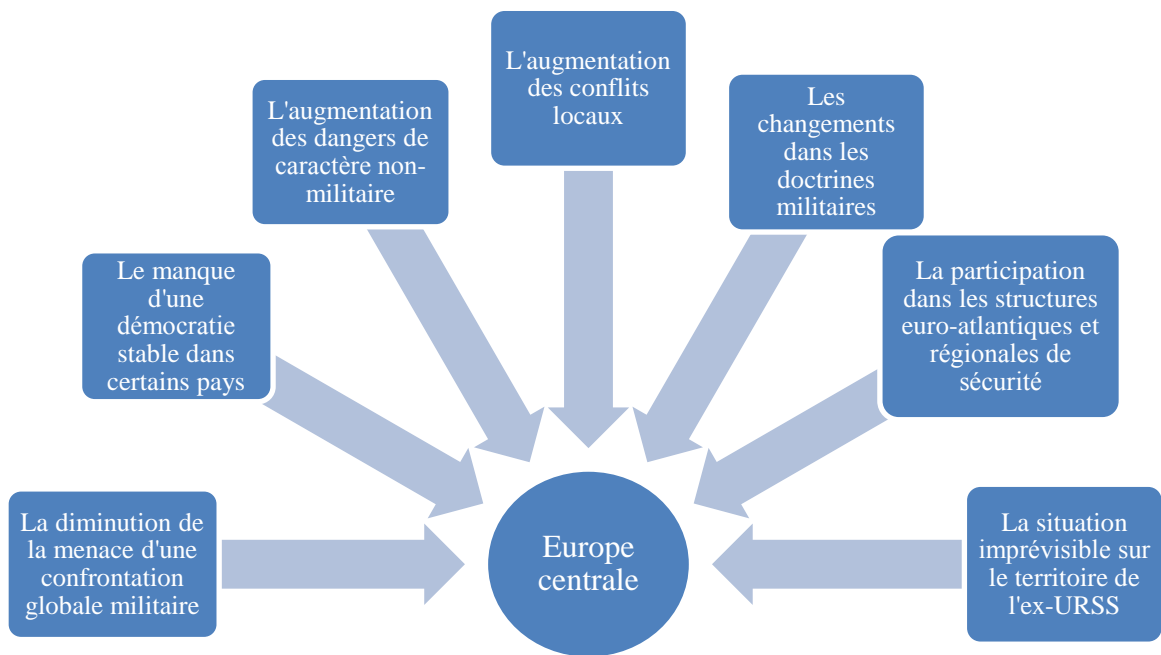 L'augmentation
des conflits
locaux
L'augmentation
des dangers de
caractère non-
militaire
Les
changements
dans les
doctrines
militaires
Le manque
d'une
démocratie
stable dans
certains pays
La participation
dans les structures
euro-atlantiques et
régionales de
sécurité
La diminution de
la menace d'une
confrontation
globale militaire
Europe
centrale
La situation
imprévisible sur
le territoire de
l'ex-URSS